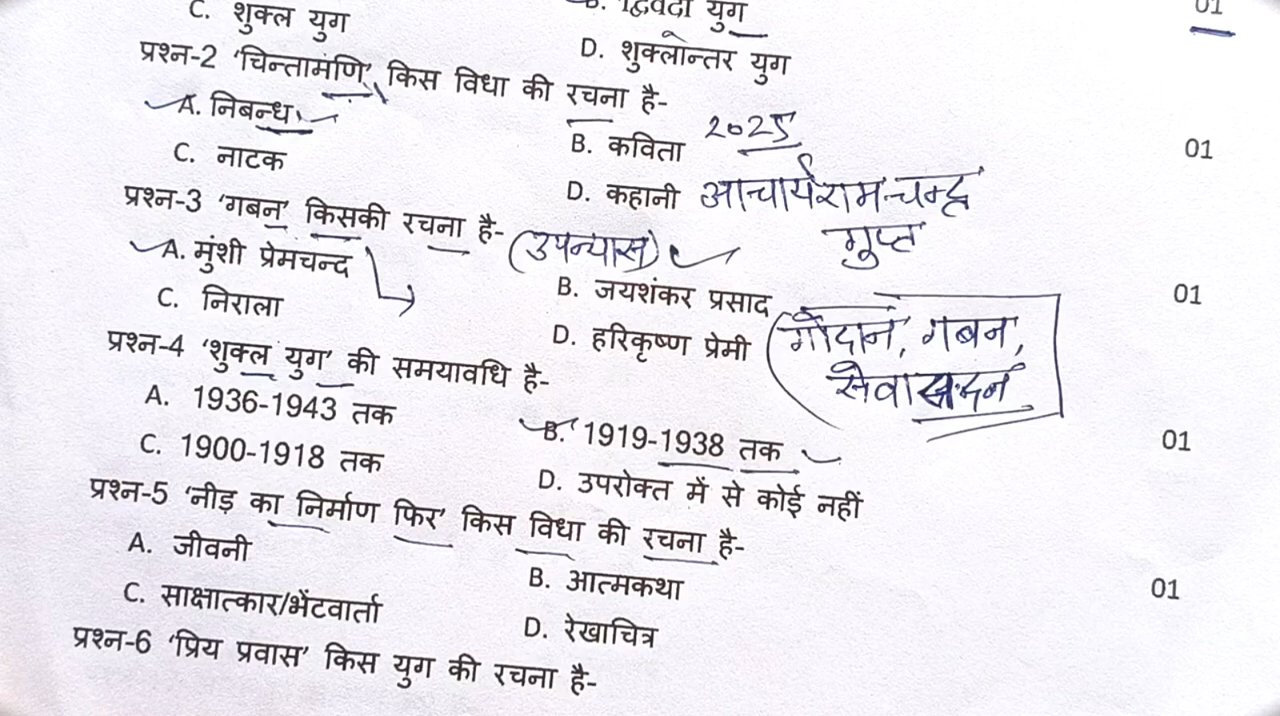 C. शुक्ल युग
B. द्विवेदी युग
01
D. शुक्लोन्तर युग
प्रश्न-2 'चिन्तामंणि' किस विधा की रचना है-
A. निबन्ध
B. कविता 2025
01
C. नाटक
D. कहानी आचार्य रामचन्द्र
गुप्त
प्रश्न-3 'गबन' किसकी रचना है- (उपन्यास)
A. मुंशी प्रेमचन्द
B. जयशंकर प्रसाद
01
C. निराला
D. हरिकृष्ण प्रेमी
गोदान, गबन,
सेवासदन
प्रश्न-4 'शुक्ल युग' की समयावधि है-
A. 1936-1943 तक
B. 1919-1938 तक
01
C. 1900-1918 तक
D. उपरोक्त में से कोई नहीं
प्रश्न-5 'नीड़ का निर्माण फिर' किस विधा की रचना है-
A. जीवनी
B. आत्मकथा
01
C. साक्षात्कार/भेंटवार्ता
D. रेखाचित्र
प्रश्न-6 'प्रिय प्रवास' किस युग की रचना है-